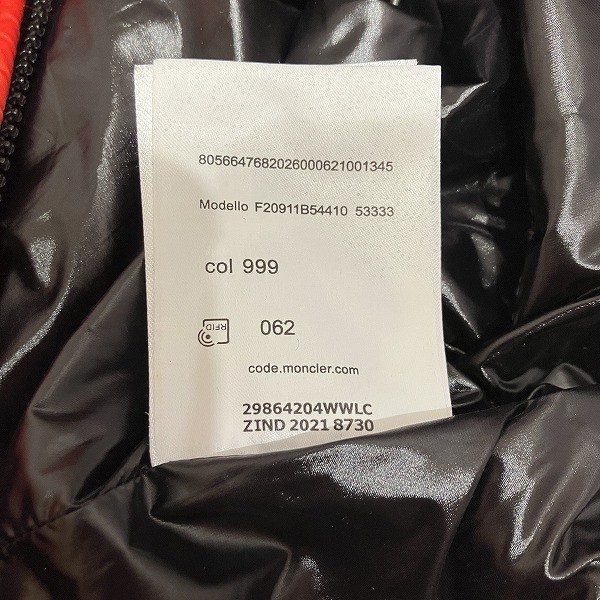 8056647682026000621001345
Modello F20911B54410 53333
col 999
RFID
062
code.moncler.com
29864204WWLC
ZIND 2021 8730